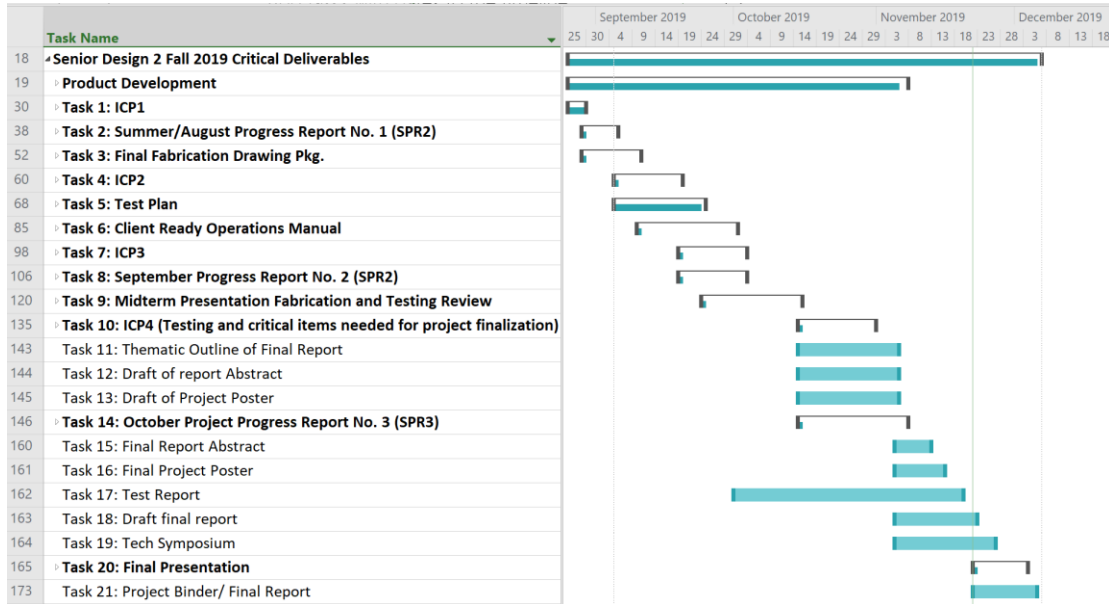 September 2019 October 2019 November 2019 December 2019
Task Name 25 30 4 9 14 19 24 29 4 9 14 19 24 29 3 8 13 18 23 28 3 8 13 18
18 Senior Design 2 Fall 2019 Critical Deliverables
19 Product Development
30 Task 1: ICP1
38 Task 2: Summer/August Progress Report No. 1 (SPR2)
52 Task 3: Final Fabrication Drawing Pkg.
60 Task 4: ICP2
68 Task 5: Test Plan
85 Task 6: Client Ready Operations Manual
98 Task 7: ICP3
106 Task 8: September Progress Report No. 2 (SPR2)
120 Task 9: Midterm Presentation Fabrication and Testing Review
135 Task 10: ICP4 (Testing and critical items needed for project finalization)
143 Task 11: Thematic Outline of Final Report
144 Task 12: Draft of report Abstract
145 Task 13: Draft of Project Poster
146 Task 14: October Project Progress Report No. 3 (SPR3)
160 Task 15: Final Report Abstract
161 Task 16: Final Project Poster
162 Task 17: Test Report
163 Task 18: Draft final report
164 Task 19: Tech Symposium
165 Task 20: Final Presentation
173 Task 21: Project Binder/ Final Report